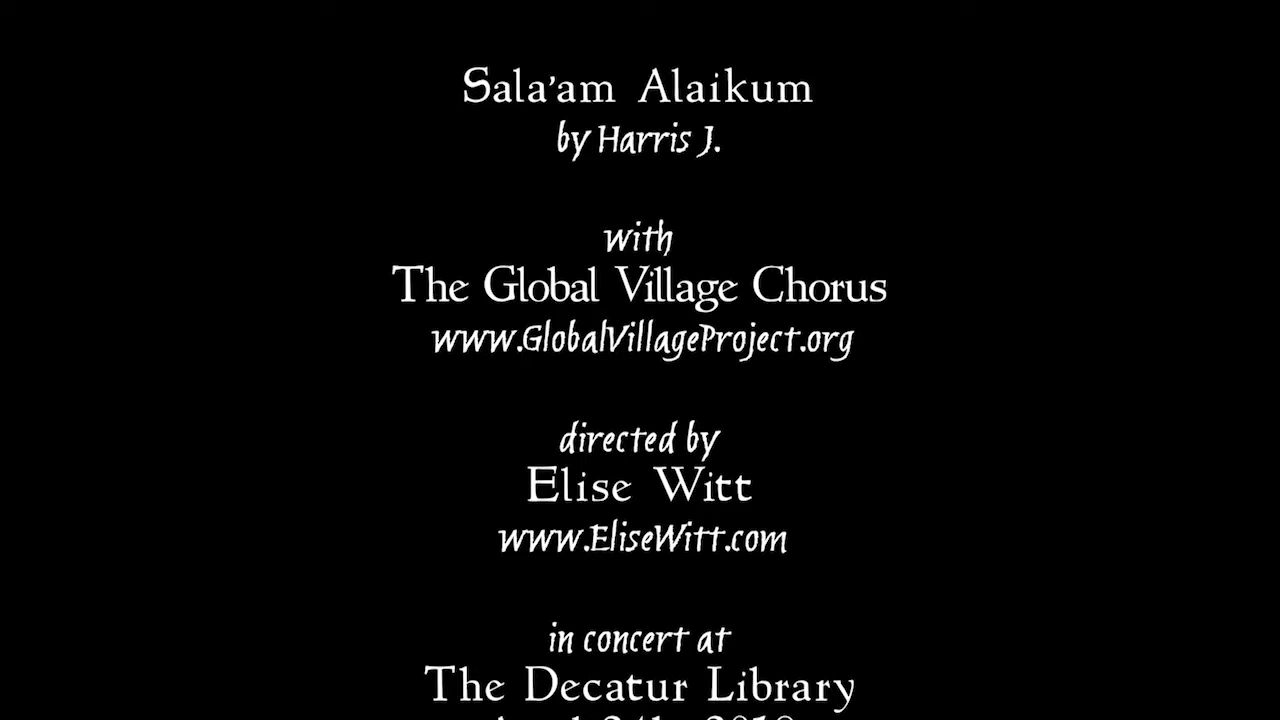 Sala'am Alaikum
by Harris J.
with
The Global Village Chorus
www.GlobalVillageProject.org
directed by
Elise Witt
www.EliseWitt.com
in concert at
The Decatur Library